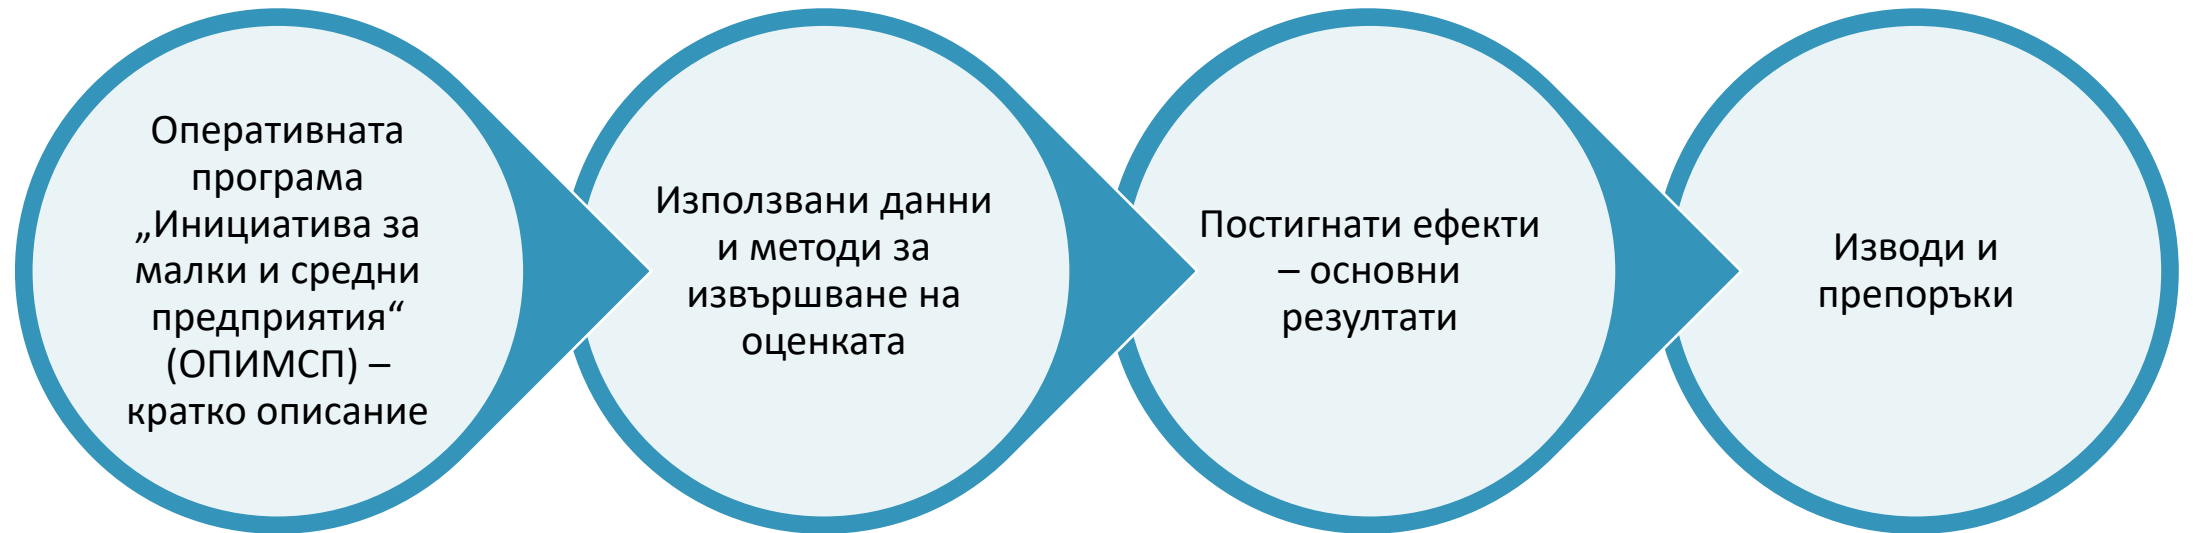 Оперативната
програма
„Инициатива за
малки и средни
предприятия“
(ОПИМСП) –
кратко описание
Използвани данни
и методи за
извършване на
оценката
Постигнати ефекти
– основни
резултати
Изводи и
препоръки